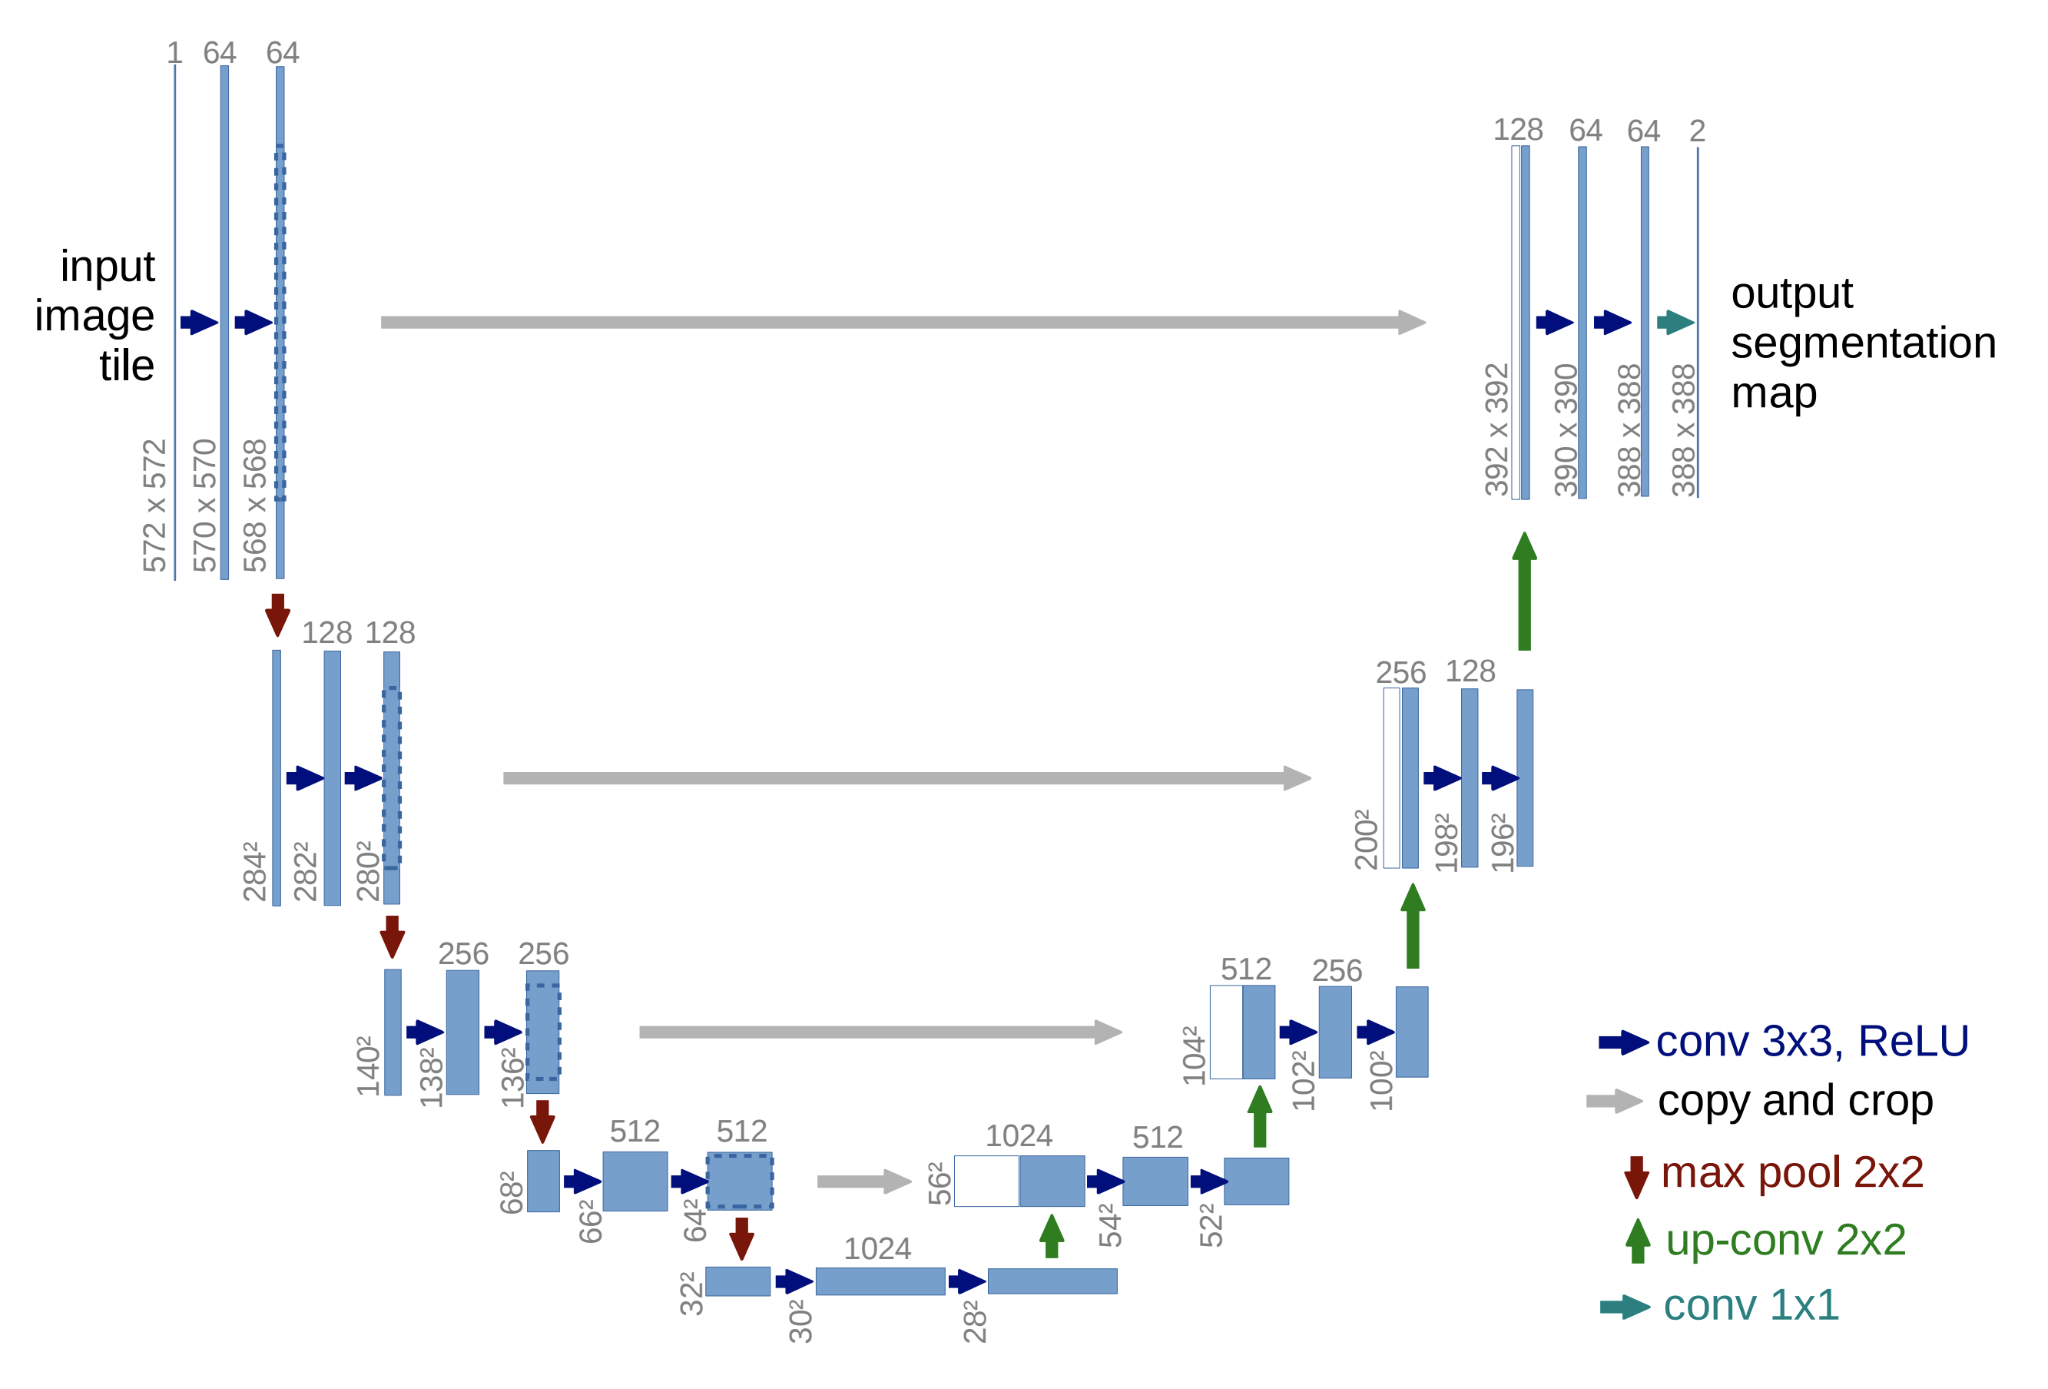 1 64 64
input
image
tile
572 x 572
570 x 570
568 x 568
128 64 64 2
392 x 392
390 x 390
388 x 388
388 x 388
output
segmentation
map
128 128
284²
282²
280²
256 128
200²
198²
196²
256 256
140²
138²
136²
512 256
104²
102²
100²
512 512
68²
66²
64²
1024 512
56²
54²
52²
1024
32²
30²
28²
conv 3x3, ReLU
copy and crop
max pool 2x2
up-conv 2x2
conv 1x1